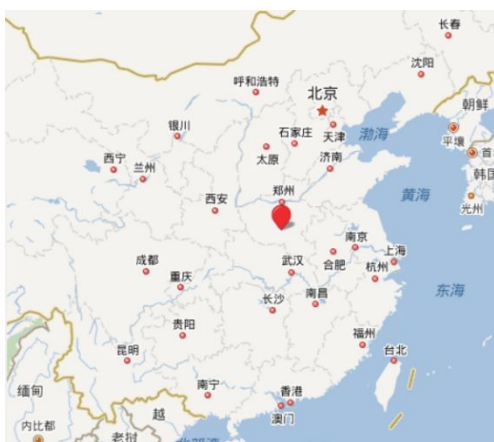 长春
沈阳
呼和浩特
北京
朝鲜
银川
石家庄
天津
渤海
平壤
首
西宁
兰州
太原
济南
韩国
西安
郑州
黄海
光州
南京
上海
成都
武汉
合肥
杭州
重庆
东海
长沙
南昌
贵阳
福州
昆明
台北
缅甸
南宁
香港
越
澳门
内比都
老挝
北部湾